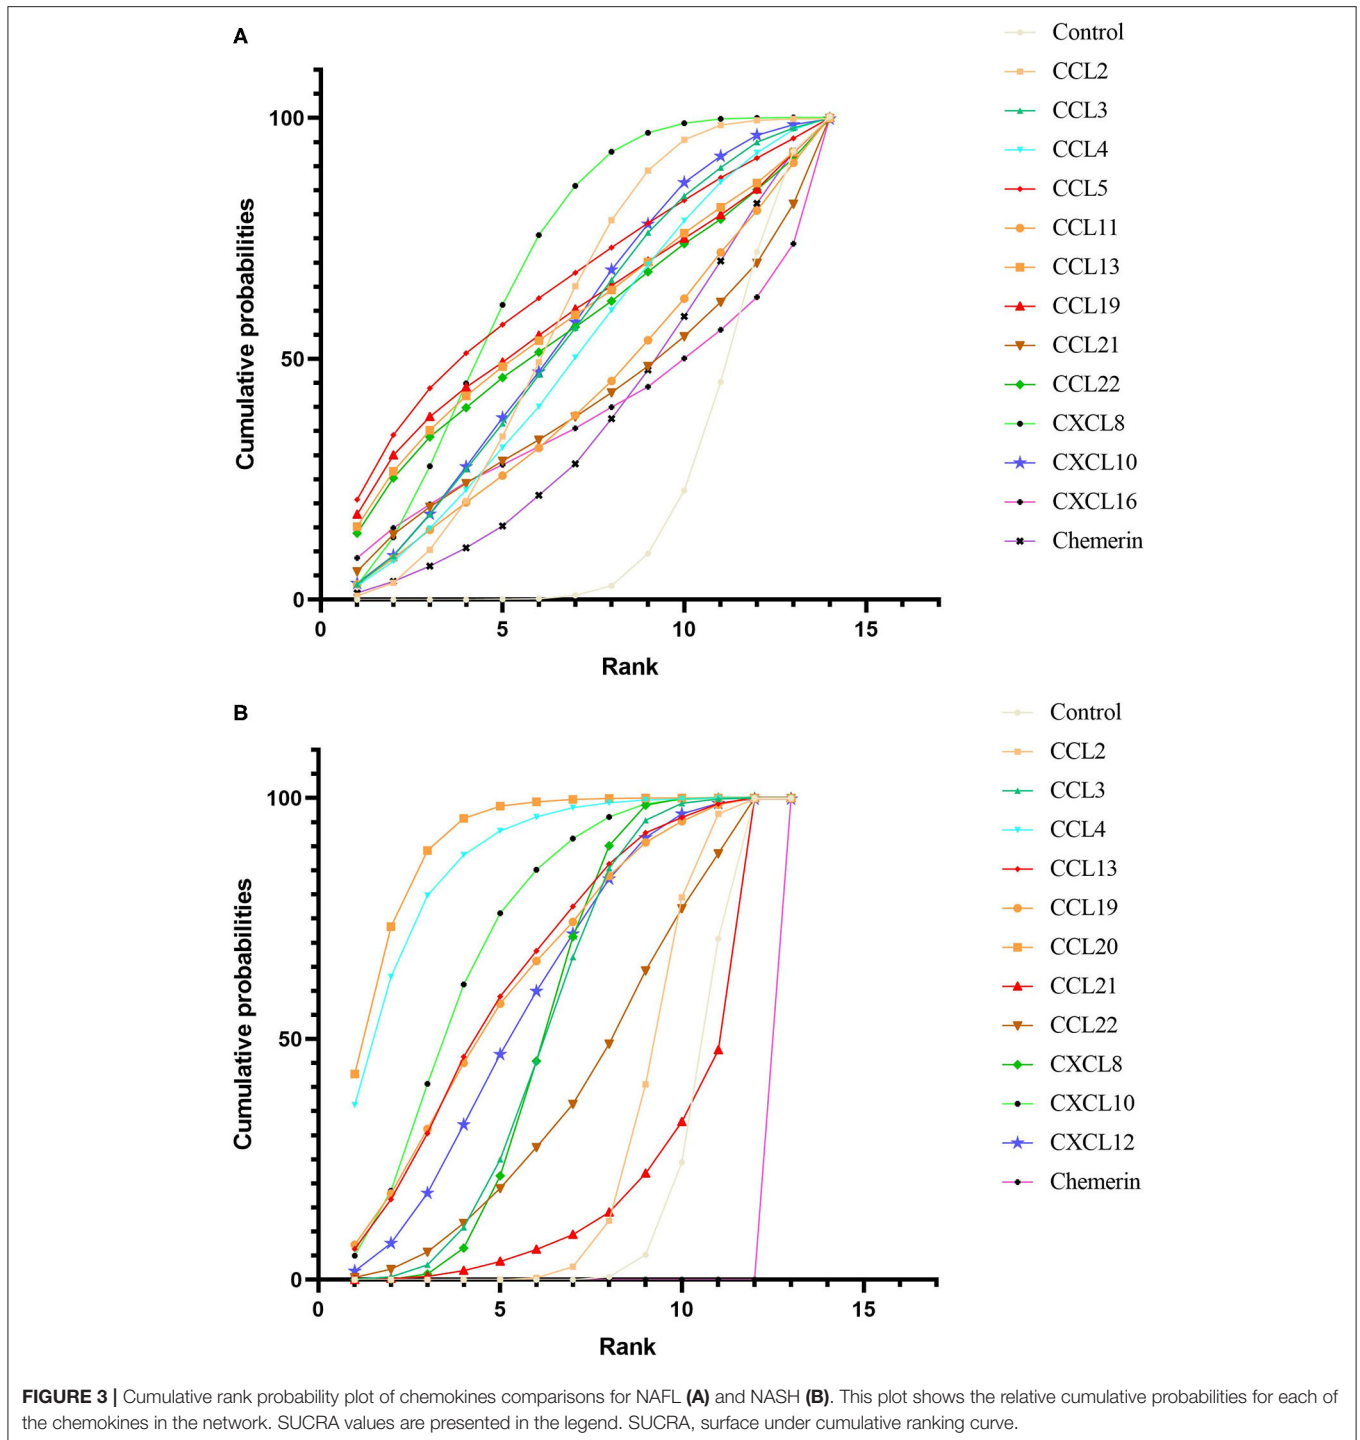 A
Control
CCL2
CCL3
CCL4
CCL5
CCL11
CCL13
CCL19
CCL21
CCL22
CXCL8
CXCL10
CXCL16
Chemerin
Cumulative probabilities
100
50
0
0 5 10 15
Rank
B
Control
CCL2
CCL3
CCL4
CCL13
CCL19
CCL20
CCL21
CCL22
CXCL8
CXCL10
CXCL12
Chemerin
Cumulative probabilities
100
50
0
0 5 10 15
Rank
FIGURE 3 | Cumulative rank probability plot of chemokines comparisons for NAFL (A) and NASH (B). This plot shows the relative cumulative probabilities for each of
the chemokines in the network. SUCRA values are presented in the legend. SUCRA, surface under cumulative ranking curve.